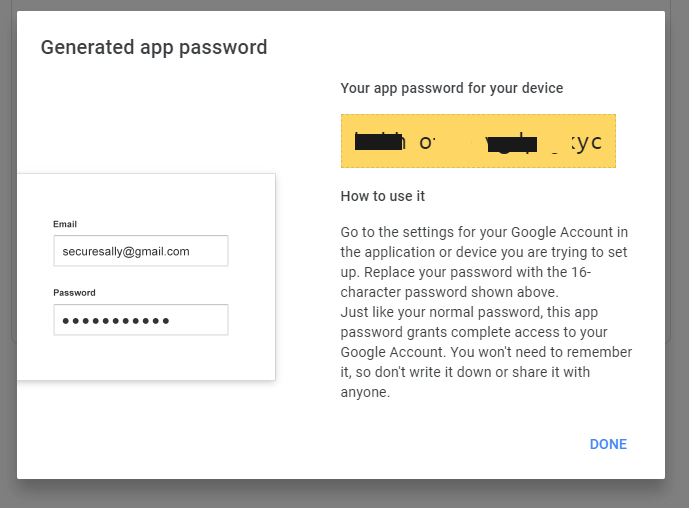 Generated app password
Your app password for your device
How to use it
Go to the settings for your Google Account in
the application or device you are trying to set
up. Replace your password with the 16-
character password shown above.
Just like your normal password, this app
password grants complete access to your
Google Account. You won't need to remember
it, so don't write it down or share it with
anyone.
Email
securesally@gmail.com
Password
DONE